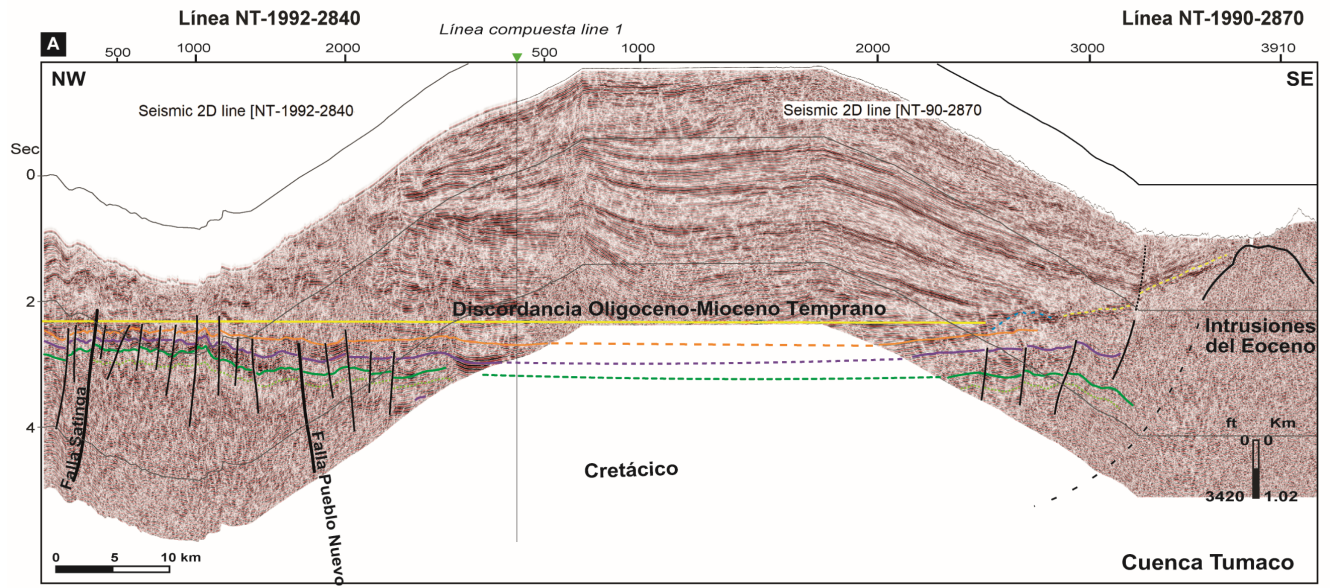 Línea NT-1992-2840
Línea NT-1990-2870
Línea compuesta line 1
A
500
1000
2000
500
1000
2000
3000
3910
NW
SE
Seismic 2D line [NT-1992-2840
Seismic 2D line [NT-90-2870
Sec
0
2
4
Discordancia Oligoceno-Mioceno Temprano
Intrusiones
del Eoceno
Falla Satinga
Falla Pueblo Nuevo
Cretácico
ft Km
0 0
3420 1.02
0 5 10 km
Cuenca Tumaco